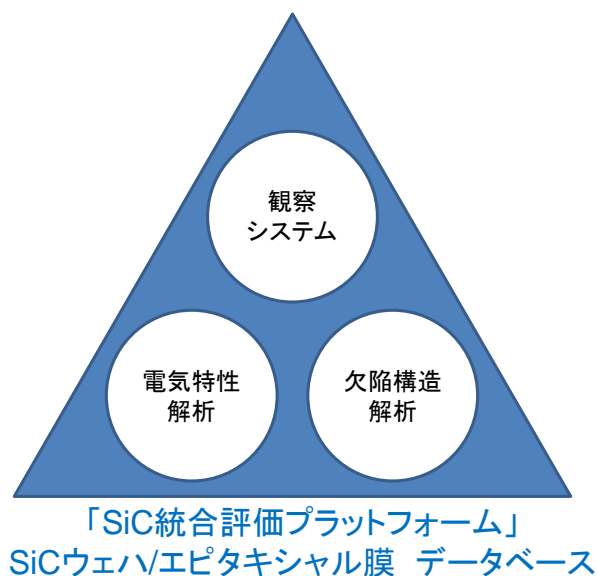 観察
システム
電気特性
解析
欠陥構造
解析
「SiC統合評価プラットフォーム」
SiCウェハ/エピタキシャル膜　データベース